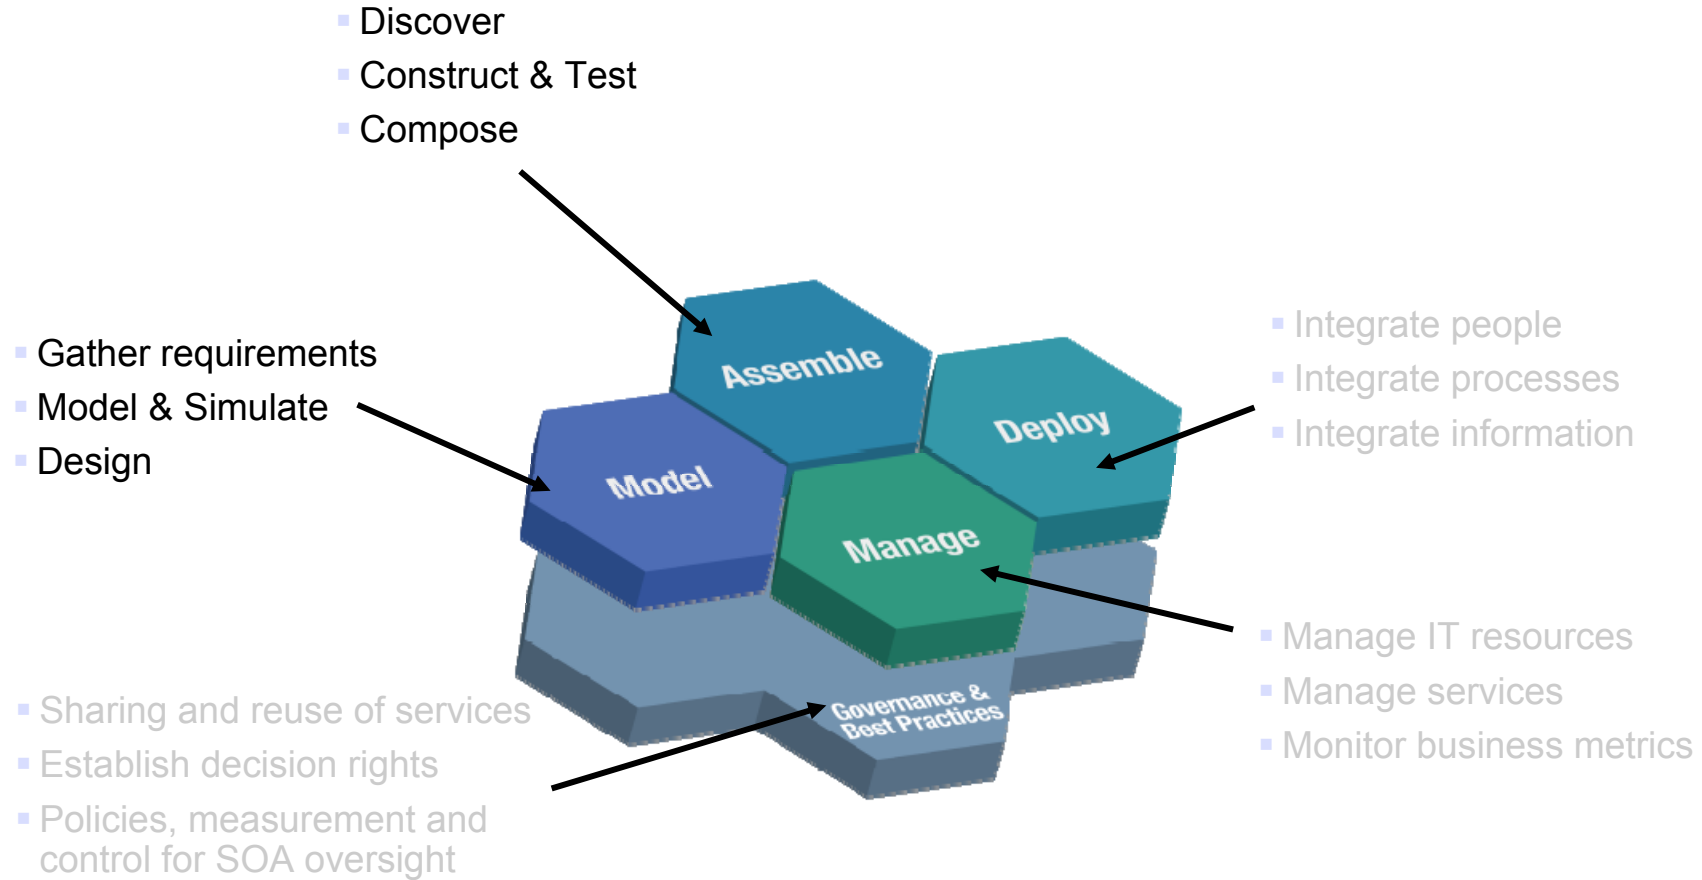 ▪ Discover
▪ Construct & Test
▪ Compose
▪ Gather requirements
▪ Model & Simulate
▪ Design
Assemble
Deploy
Model
Manage
Governance &
Best Practices
▪ Integrate people
▪ Integrate processes
▪ Integrate information
▪ Manage IT resources
▪ Manage services
▪ Monitor business metrics
▪ Sharing and reuse of services
▪ Establish decision rights
▪ Policies, measurement and
control for SOA oversight